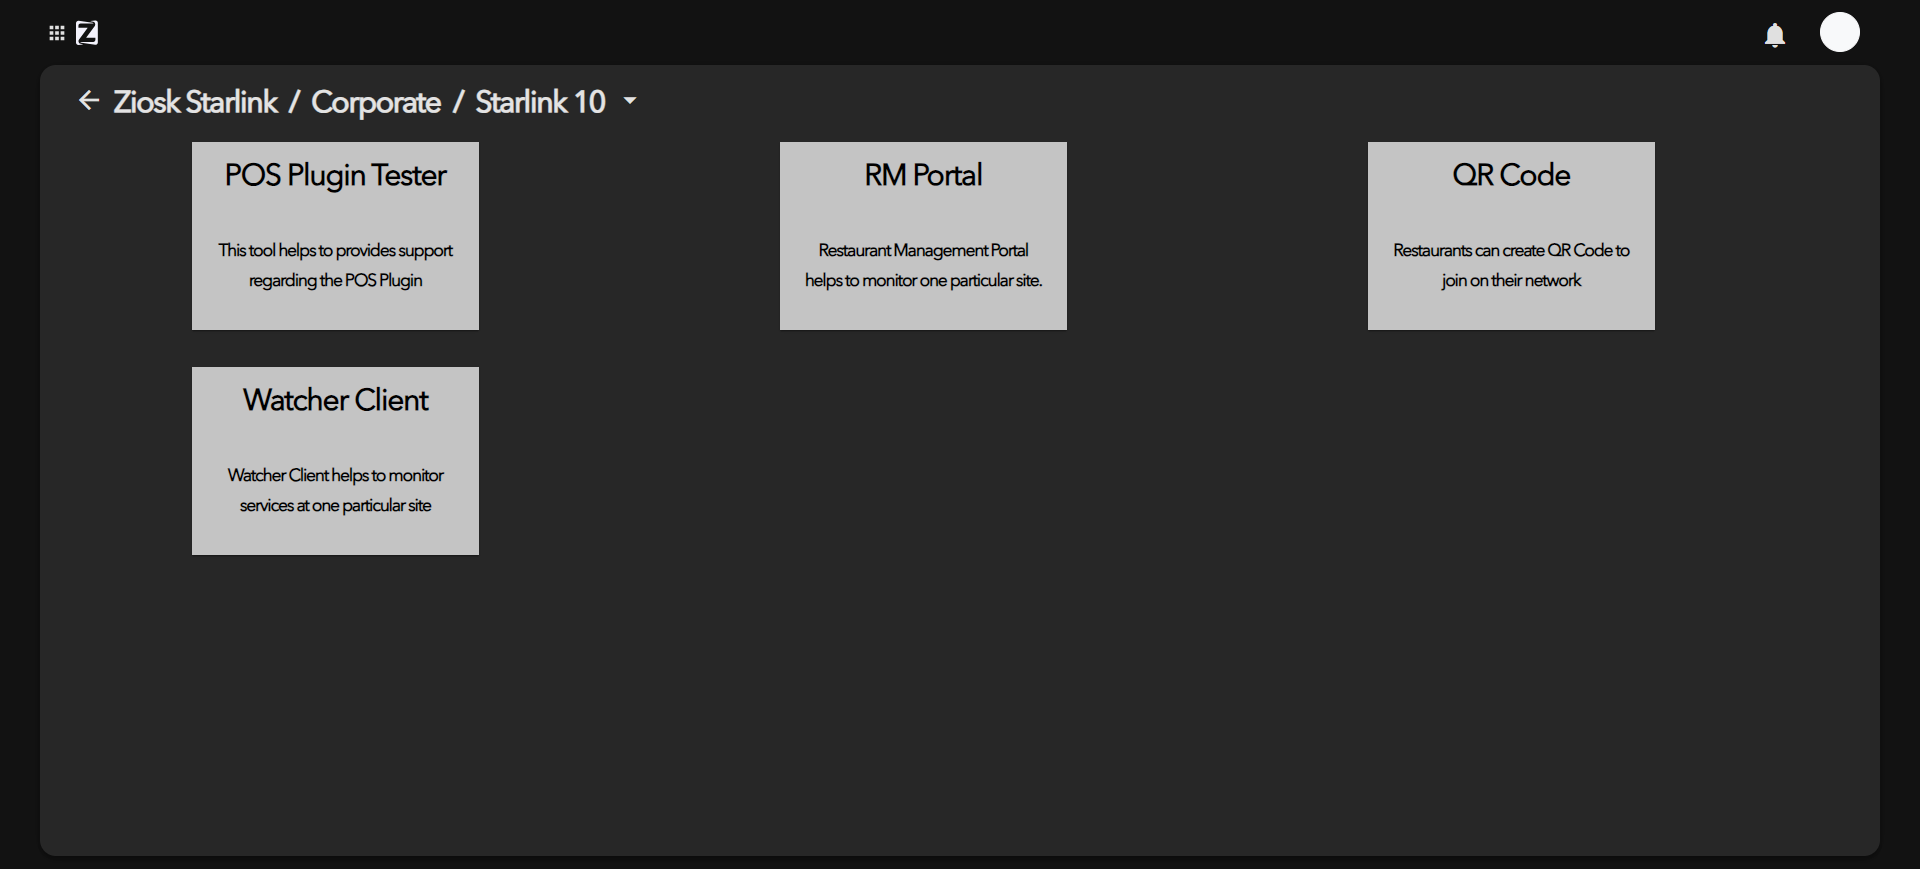 Z
Ziosk Starlink / Corporate / Starlink 10
POS Plugin Tester
This tool helps to provides support
regarding the POS Plugin
RM Portal
Restaurant Management Portal
helps to monitor one particular site.
QR Code
Restaurants can create QR Code to
join on their network
Watcher Client
Watcher Client helps to monitor
services at one particular site